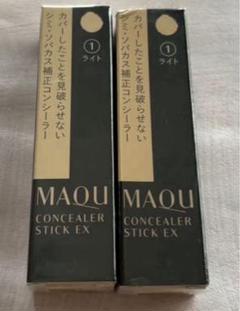 カバーしたことを見破らせない
シミ・ソバカス補正コンシーラー
1
ライト
MAQU
CONCEALER
STICK EX
カバーしたことを見破らせない
シミ・ソバカス補正コンシーラー
1
ライト
MAQU
CONCEALER
STICK EX